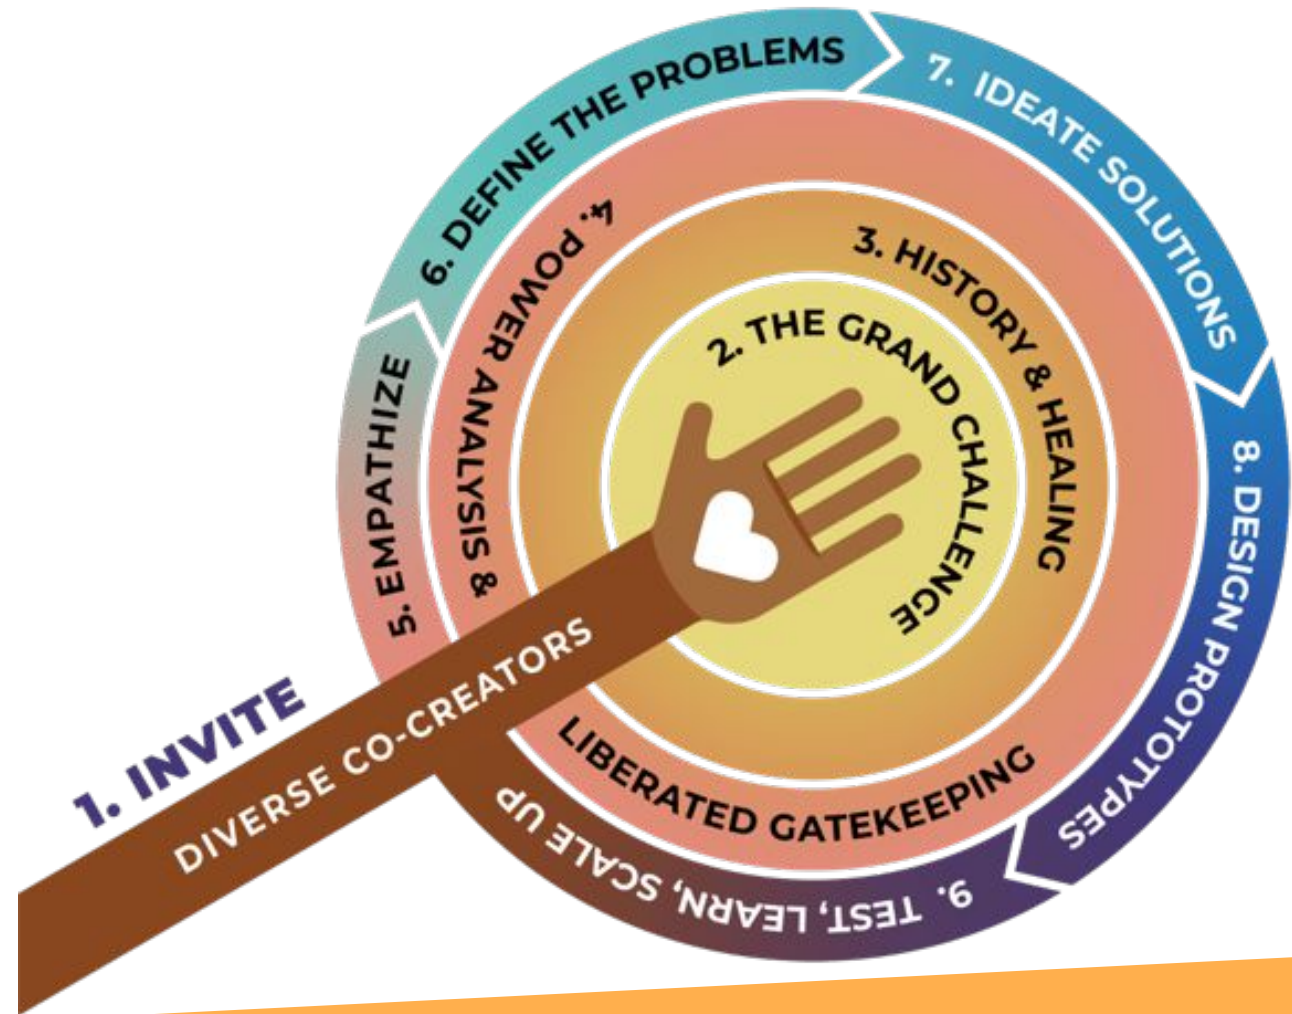 1. INVITE
DIVERSE CO-CREATORS
2. THE GRAND CHALLENGE
3. HISTORY & HEALING
4. POWER ANALYSIS &
LIBERATED GATEKEEPING
5. EMPATHIZE
6. DEFINE THE PROBLEMS
7. IDEATE SOLUTIONS
8. DESIGN PROTOTYPES
9. TEST, LEARN, SCALE UP